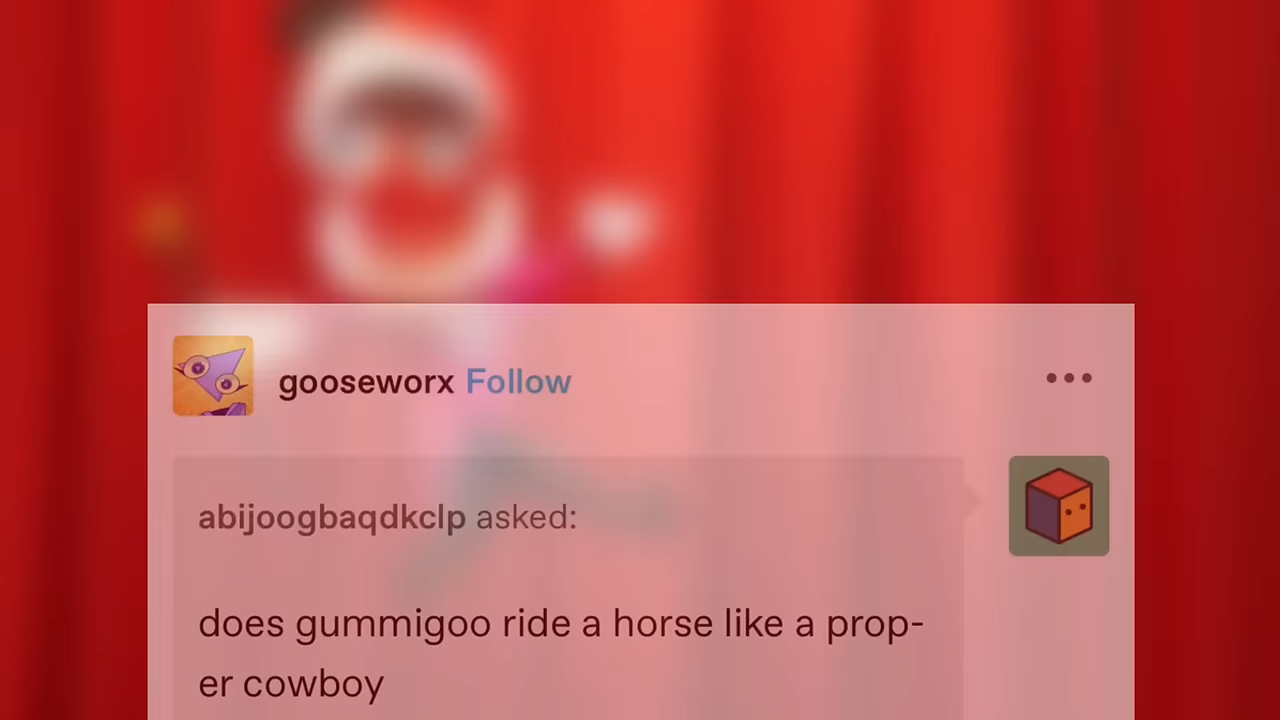 gooseworx Follow
abijoogbaqdkclp asked:
does gummigoo ride a horse like a prop-
er cowboy